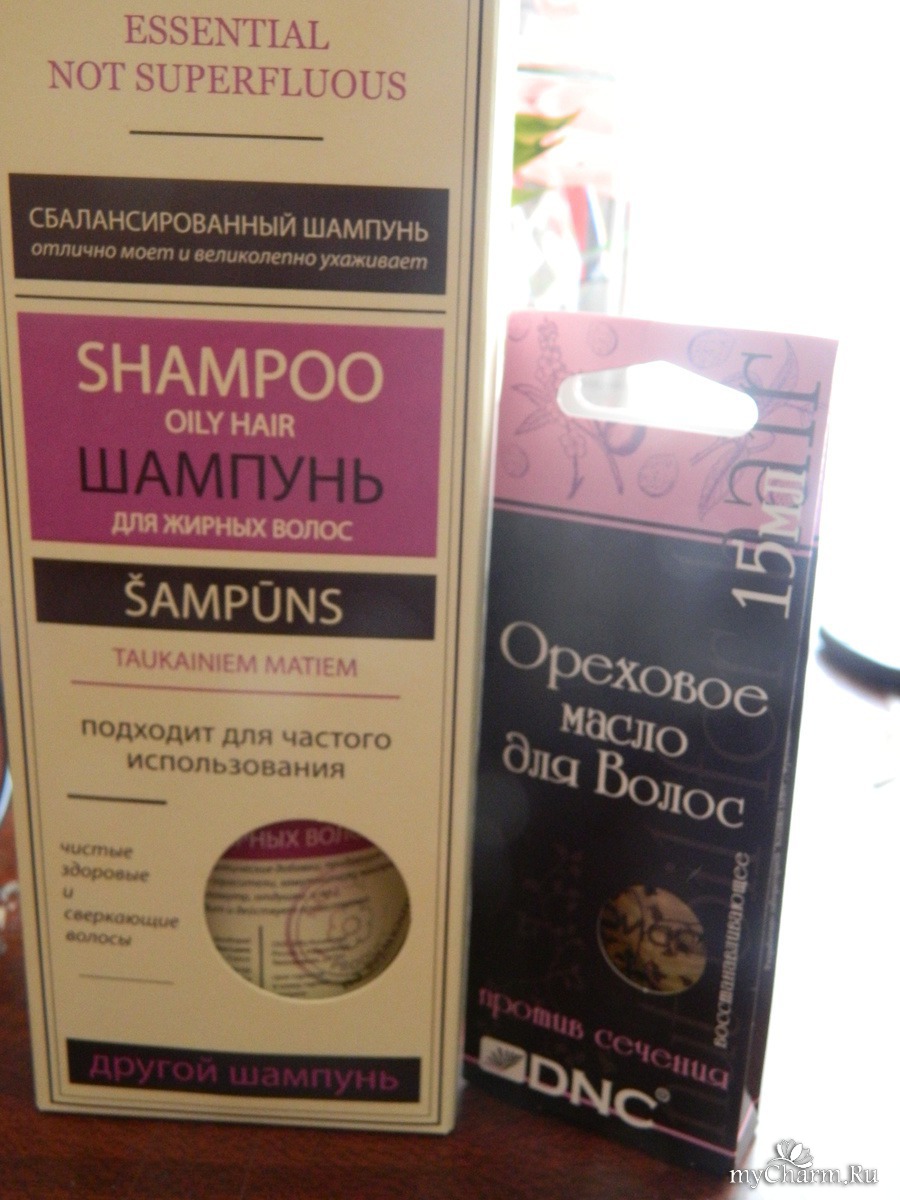 ESSENTIAL
NOT SUPERFLUOUS
СБАЛАНСИРОВАННЫЙ ШАМПУНЬ
отлично моет и великолепно ухаживает
SHAMPOO
OILY HAIR
ШАМПУНЬ
ДЛЯ ЖИРНЫХ ВОЛОС
ŠAMPŪNS
TAUKAINIEM MATIEM
подходит для частого
использования
чистые
здоровые
и
сверкающие
волосы
другой шампунь
15мл
Ореховое
масло
для Волос
восстанавливающее
против сечения
DNC®
myCharm.Ru